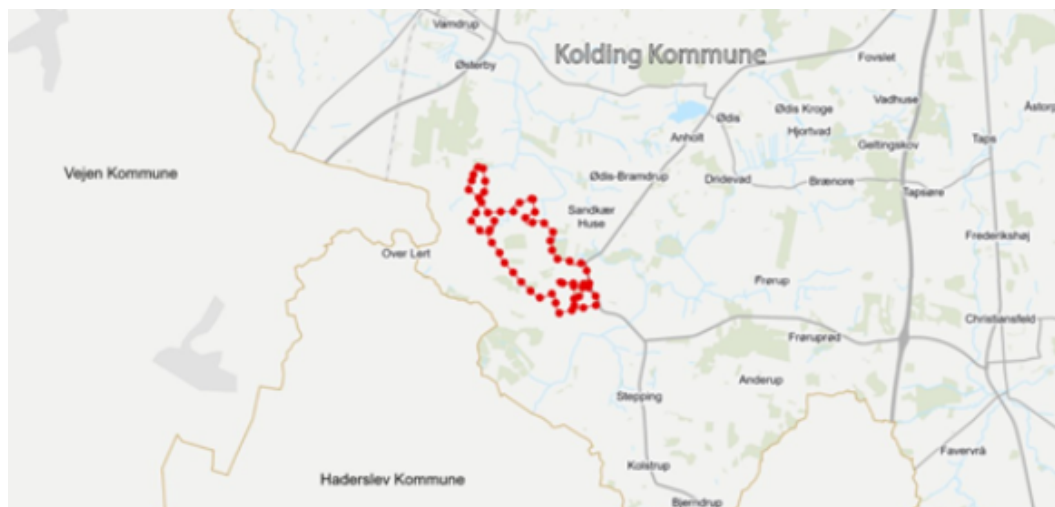 Vamdrup
Kolding Kommune
Fovslet
Østerby
Vadhuse
Ødis Kroge
Åstorp
Ødis
Hjortvad
Anholt
Taps
Geltingskov
Vejen Kommune
Ødis-Bramdrup
Dridevad
Brænore
Tapsøre
Sandkær
Huse
Frederikshøj
Over Lert
Frørup
Christiansfeld
Frøruprød
Anderup
Stepping
Favervrå
Kolstrup
Haderslev Kommune
Bjerndrup